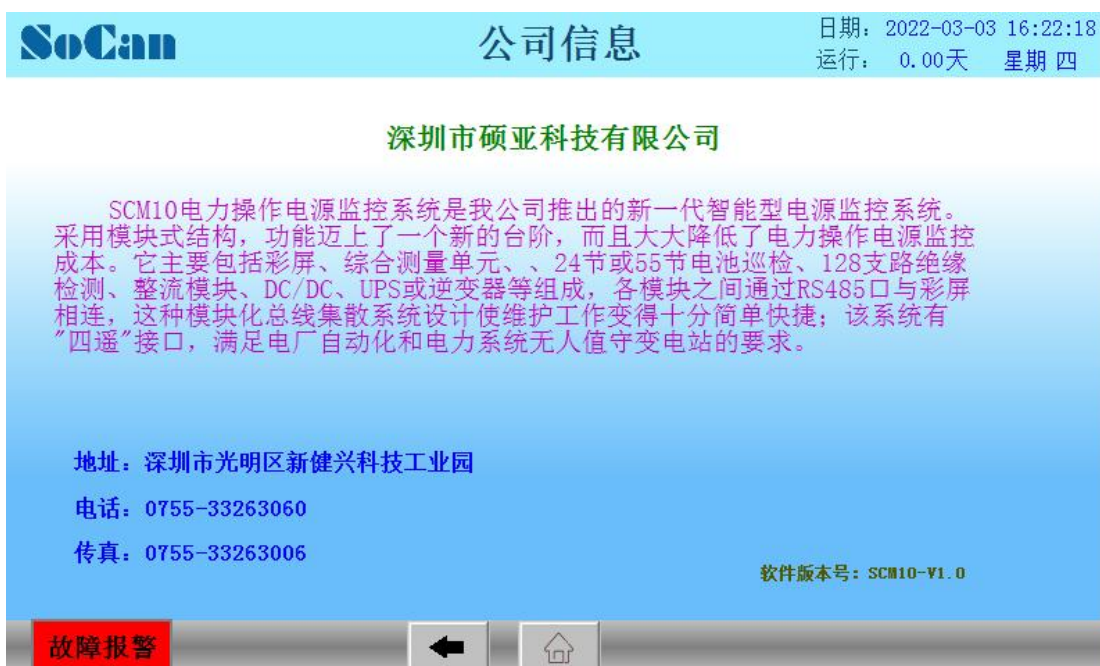 SoCan
公司信息
日期: 2022-03-03 16:22:18
运行: 0.00天 星期 四
深圳市硕亚科技有限公司
SCM10电力操作电源监控系统是我公司推出的新一代智能型电源监控系统。
采用模块式结构，功能迈上了一个新的台阶，而且大大降低了电力操作电源监控
成本。它主要包括彩屏、综合测量单元、、24节或55节电池巡检、128支路绝缘
检测、整流模块、DC/DC、UPS或逆变器等组成，各模块之间通过RS485口与彩屏
相连，这种模块化总线集散系统设计使维护工作变得十分简单快捷；该系统有
"四遥"接口，满足电厂自动化和电力系统无人值守变电站的要求。
地址：深圳市光明区新健兴科技工业园
电话：0755-33263060
传真：0755-33263006
软件版本号：SCM10-V1.0
故障报警